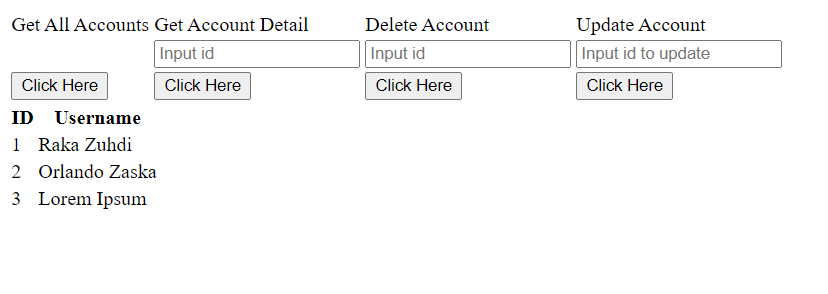 Get All Accounts Get Account Detail Delete Account Update Account
Input id Input id Input id to update
Click Here Click Here Click Here Click Here
ID Username
1 Raka Zuhdi
2 Orlando Zaska
3 Lorem Ipsum